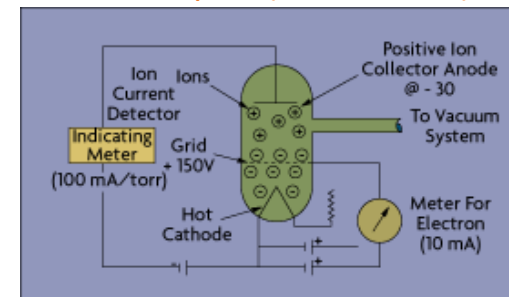 Ion
Current
Detector
Ions
Positive Ion
Collector Anode
@ - 30
To Vacuum
System
Indicating
Meter
(100 mA/torr)
Grid
+ 150V
Hot
Cathode
Meter For
Electron
(10 mA)